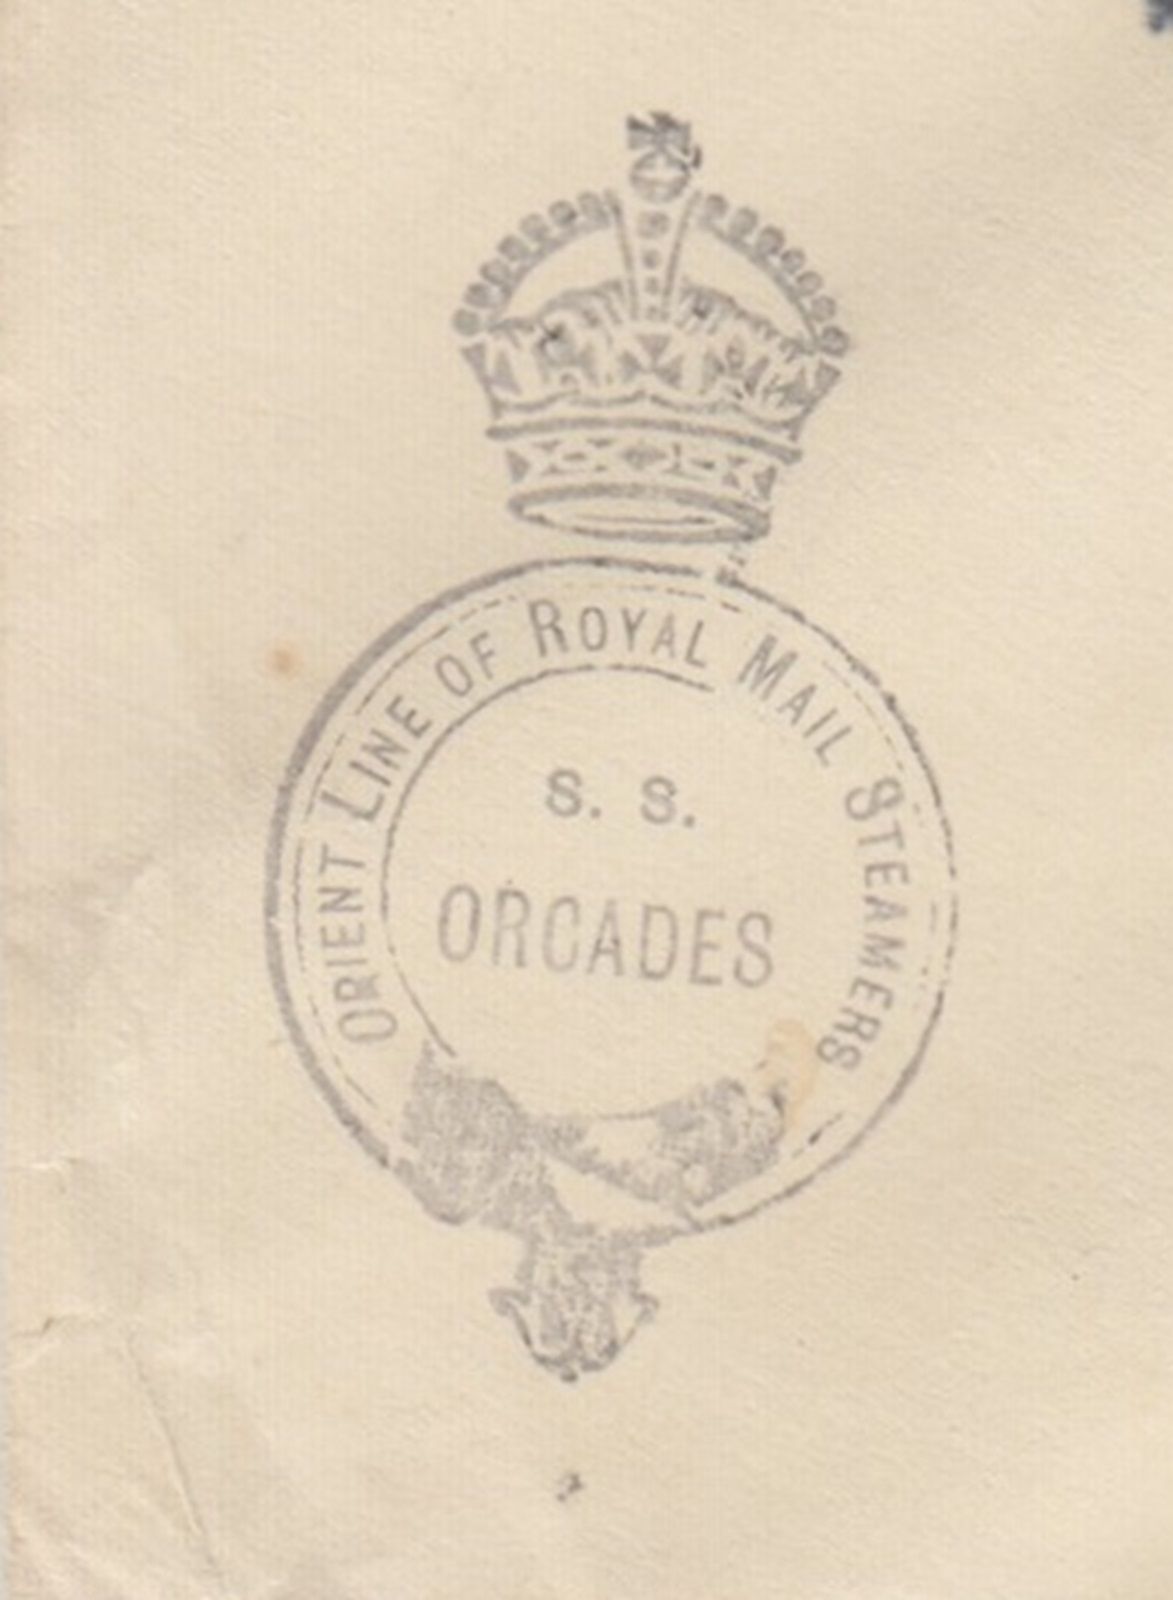 ORIENT LINE OF ROYAL MAIL STEAMERS
S. S.
ORCADES